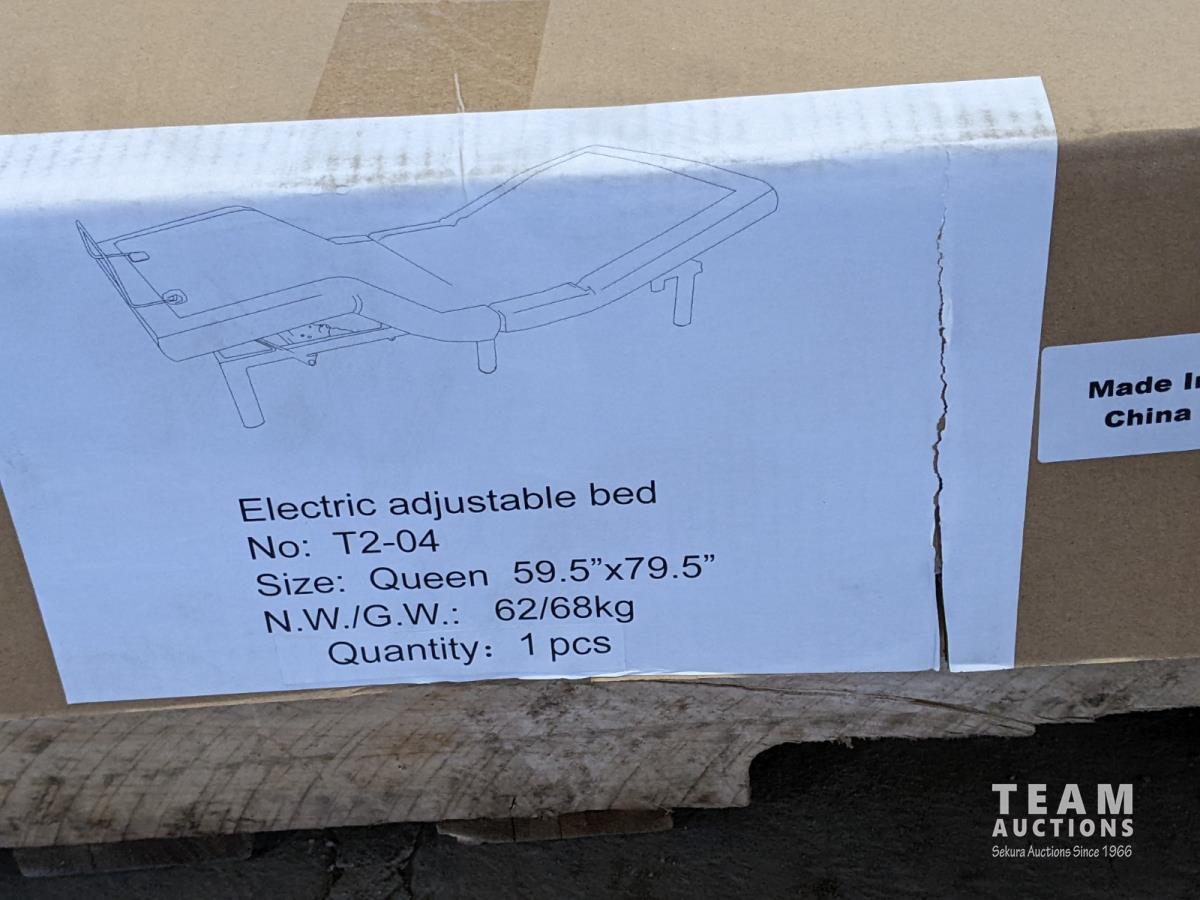 Electric adjustable bed
No: T2-04
Size: Queen 59.5”x79.5”
N.W./G.W.: 62/68kg
Quantity: 1 pcs
Made
China
TEAM
AUCTIONS
Sekura Auctions Since 1966